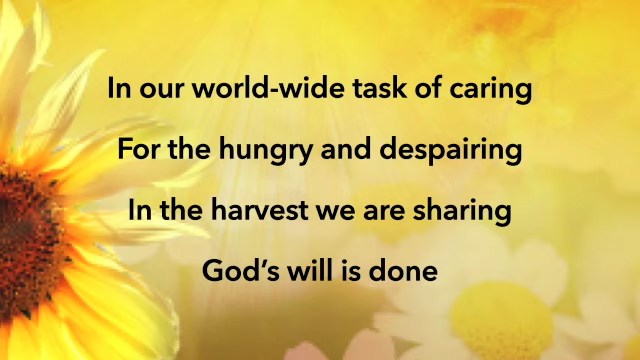 In our world-wide task of caring
For the hungry and despairing
In the harvest we are sharing
God's will is done